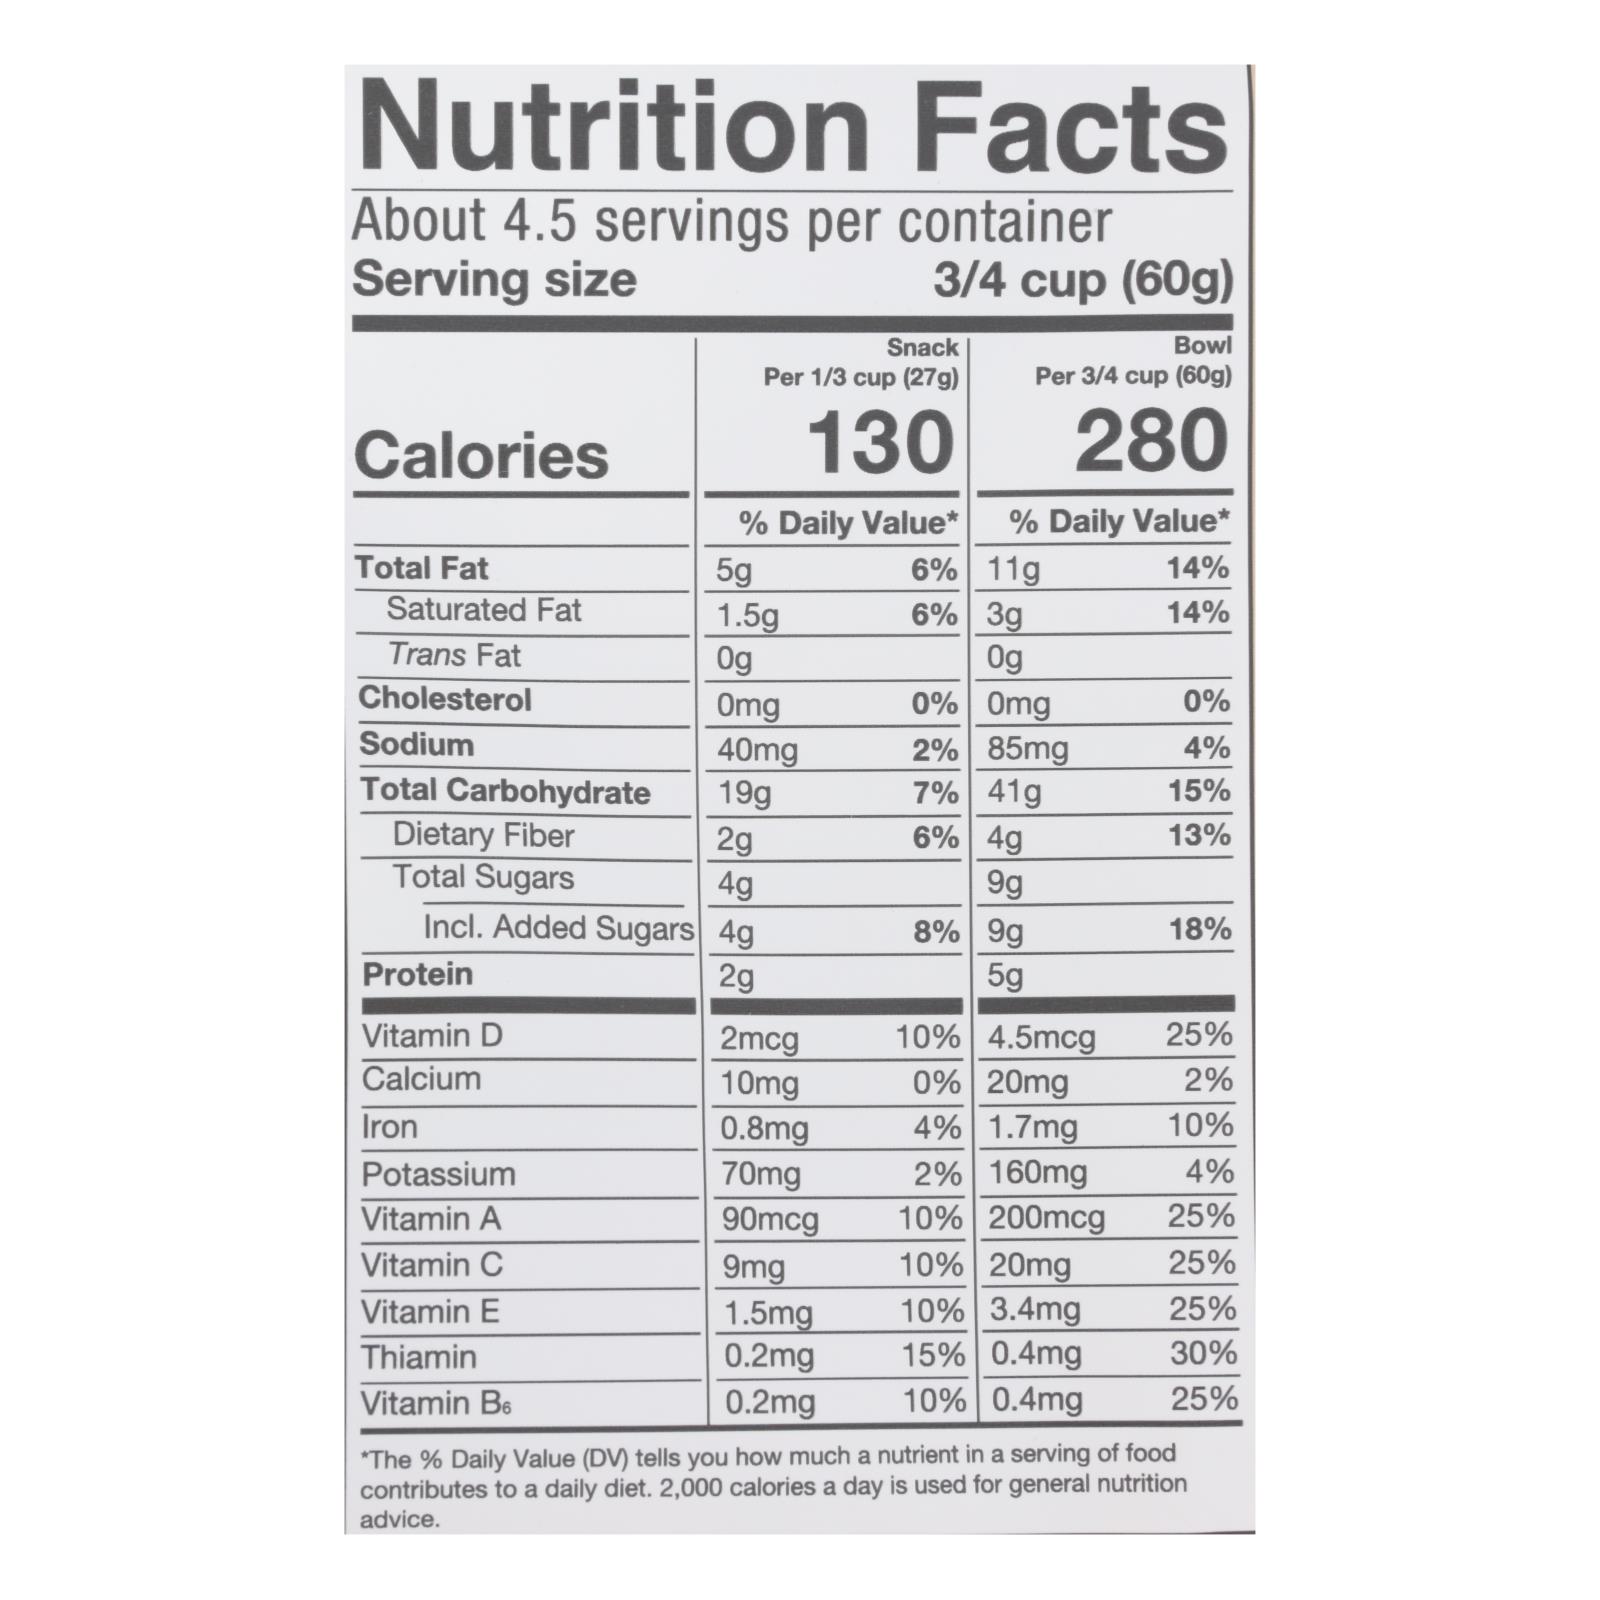 Nutrition Facts
About 4.5 servings per container
Serving size 3/4 cup (60g)
Snack Bowl
Per 1/3 cup (27g) Per 3/4 cup (60g)
Calories 130 280
% Daily Value* % Daily Value*
Total Fat 5g 6% 11g 14%
Saturated Fat 1.5g 6% 3g 14%
Trans Fat 0g 0g
Cholesterol 0mg 0% 0mg 0%
Sodium 40mg 2% 85mg 4%
Total Carbohydrate 19g 7% 41g 15%
Dietary Fiber 2g 6% 4g 13%
Total Sugars 4g 9g
Incl. Added Sugars 4g 8% 9g 18%
Protein 2g 5g
Vitamin D 2mcg 10% 4.5mcg 25%
Calcium 10mg 0% 20mg 2%
Iron 0.8mg 4% 1.7mg 10%
Potassium 70mg 2% 160mg 4%
Vitamin A 90mcg 10% 200mcg 25%
Vitamin C 9mg 10% 20mg 25%
Vitamin E 1.5mg 10% 3.4mg 25%
Thiamin 0.2mg 15% 0.4mg 30%
Vitamin B6 0.2mg 10% 0.4mg 25%
*The % Daily Value (DV) tells you how much a nutrient in a serving of food
contributes to a daily diet. 2,000 calories a day is used for general nutrition
advice.